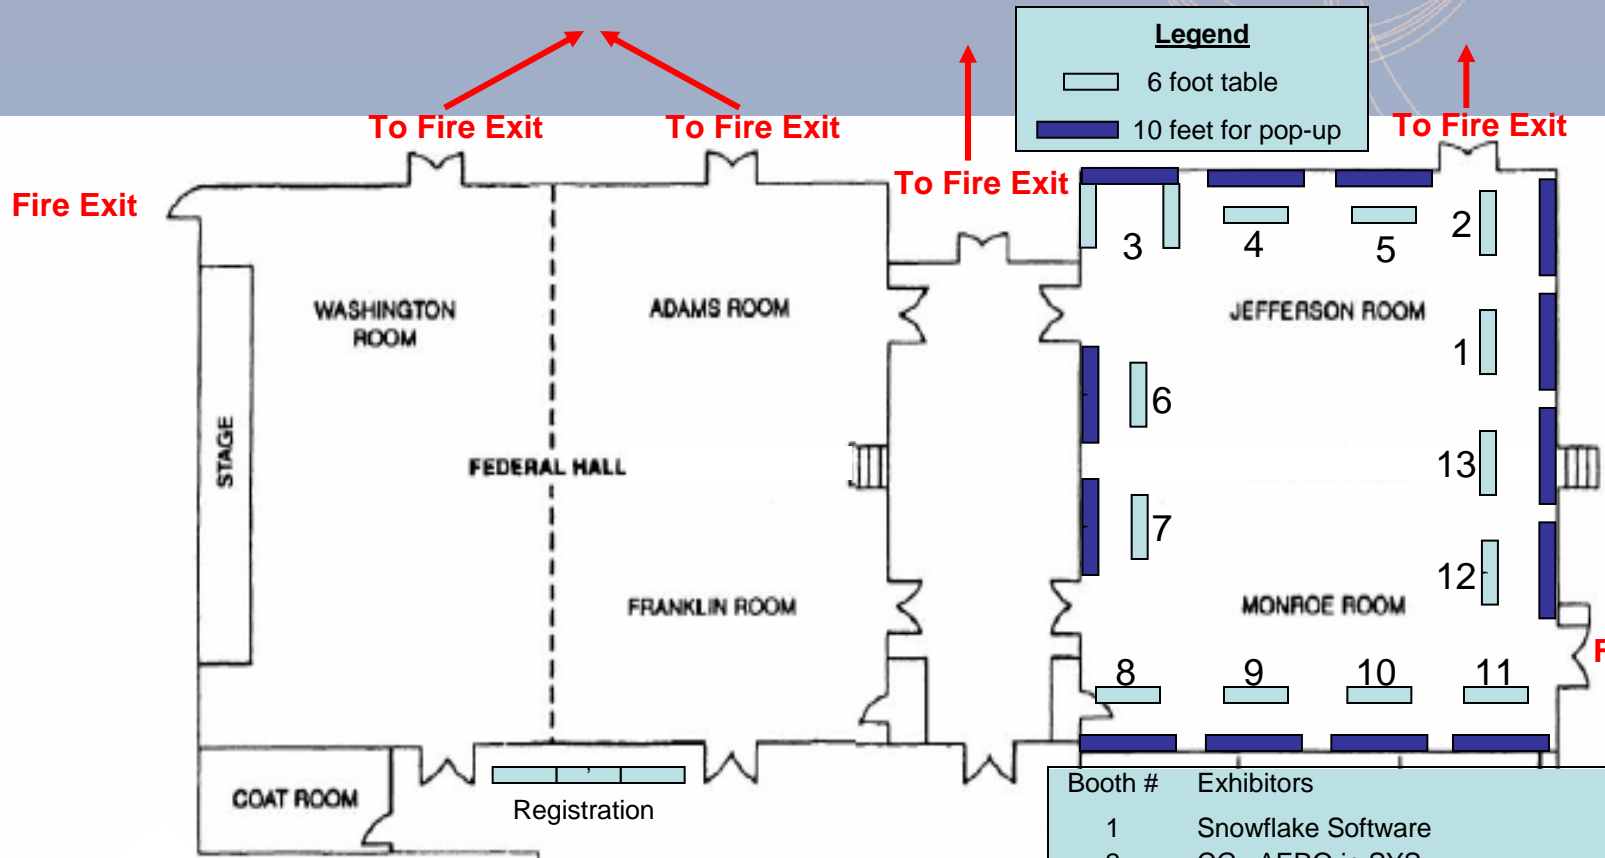 Legend
6 foot table
10 feet for pop-up
To Fire Exit
To Fire Exit
To Fire Exit
To Fire Exit
Fire Exit
WASHINGTON
ROOM
ADAMS ROOM
JEFFERSON ROOM
3
4
5
2
1
6
13
7
12
STAGE
FEDERAL HALL
FRANKLIN ROOM
MONROE ROOM
F
8
9
10
11
COAT ROOM
Registration
Booth # Exhibitors
1 Snowflake Software